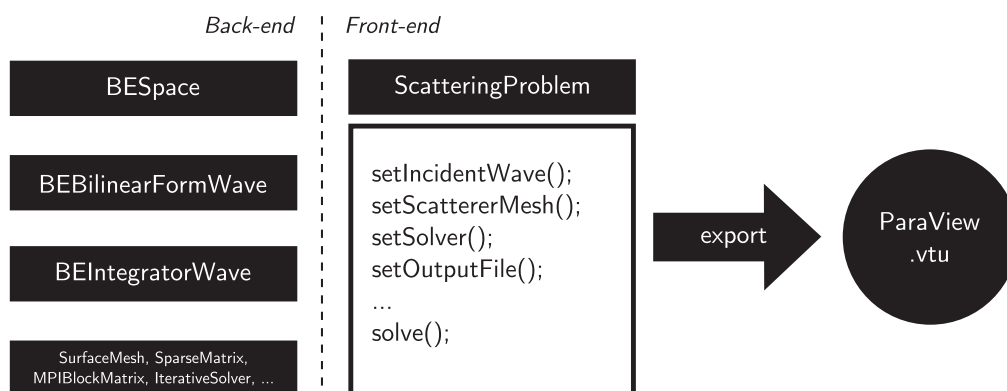 Back-end
Front-end
BESpace
BEBilinearFormWave
BEIntegratorWave
SurfaceMesh, SparseMatrix,
MPIBlockMatrix, IterativeSolver, ...
ScatteringProblem
setIncidentWave();
setScattererMesh();
setSolver();
setOutputFile();
...
solve();
export
ParaView
.vtu